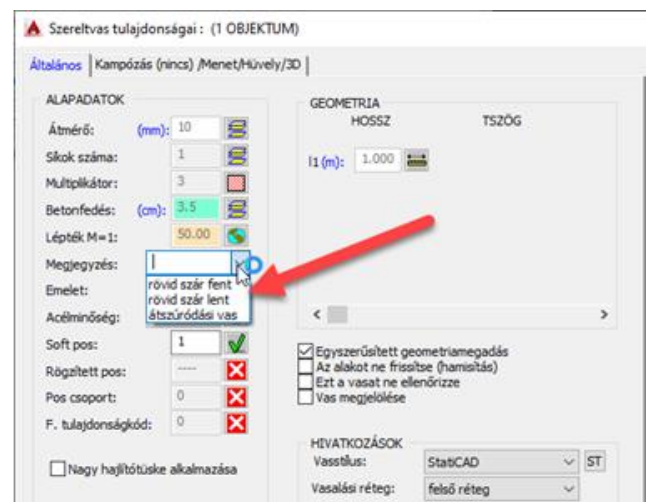 Szereltvas tulajdonságai : (1 OBJEKTUM)
Általános Kampózás (nincs) /Menet/Hüvely/3D
ALAPADATOK
Átmérő: (mm): 10
Síkok száma: 1
Multiplikátor: 3
Betonfedés: (cm): 3.5
Lépték M=1: 50.00
Megjegyzés:
rövid szár fent
rövid szár lent
átszúródási vas
Emelet:
Acélminőség:
Soft pos: 1
Rögzített pos: ----
Pos csoport: 0
F. tulajdonságkód: 0
Nagy hajlítótüske alkalmazása
GEOMETRIA
HOSSZ TSZÖG
l1 (m): 1.000
Egyszerűsített geometriamegadás
Az alakot ne frissítse (hamisítás)
Ezt a vasat ne ellenőrizze
Vas megjelölése
HIVATKOZÁSOK
Vasstílus: StatiCAD ST
Vasalási réteg: felső réteg